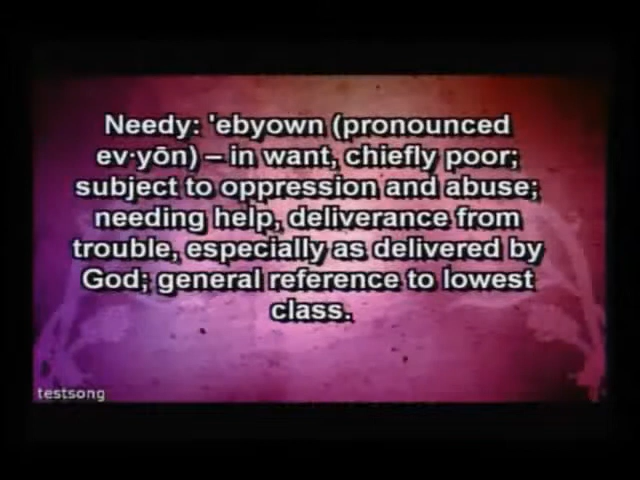 Needy: 'ebyown (pronounced
ev·yōn) – in want, chiefly poor;
subject to oppression and abuse;
needing help, deliverance from
trouble, especially as delivered by
God; general reference to lowest
class.
testsong